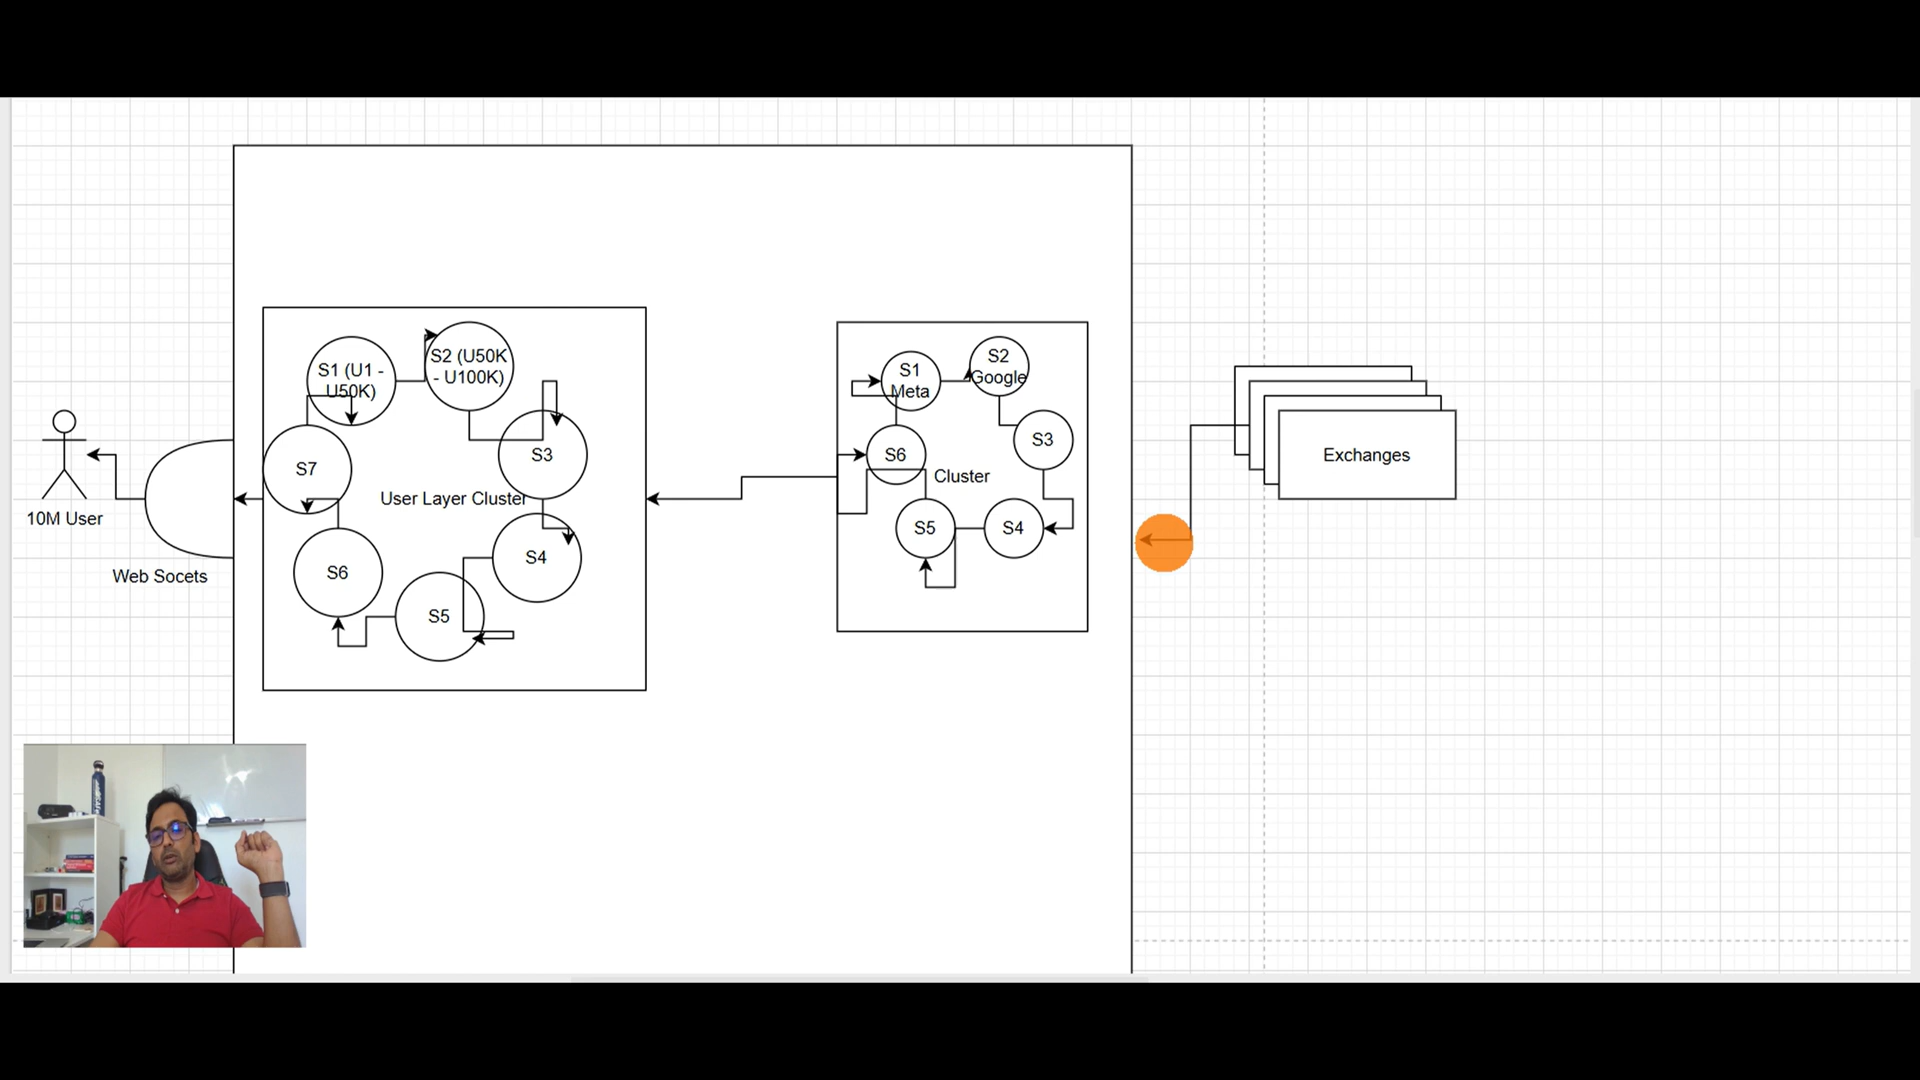 S1 (U1 -
U50K)
S2 (U50K
- U100K)
S3
S4
S5
S6
S7
User Layer Cluster
10M User
Web Socets
S1
Meta
S2
Google
S3
S4
S5
S6
Cluster
Exchanges